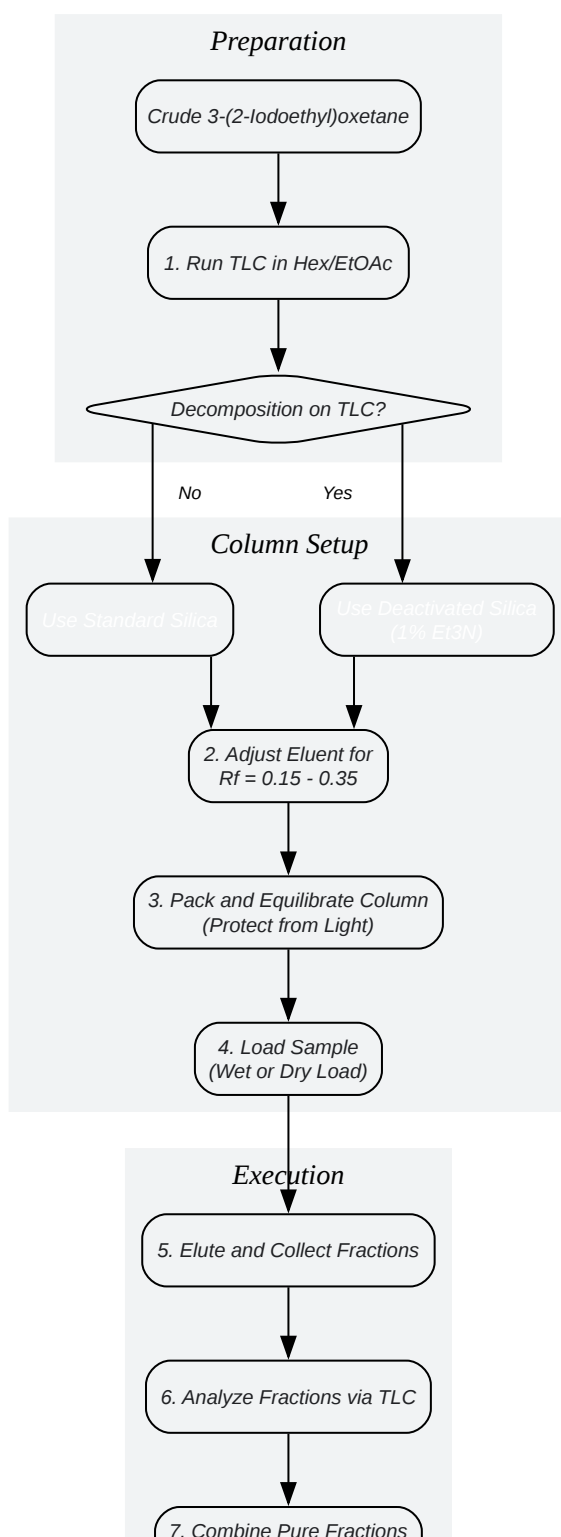 Preparation
Crude 3-(2-Iodoethyl)oxetane
1. Run TLC in Hex/EtOAc
Decomposition on TLC?
No
Yes
Column Setup
Use Standard Silica
Use Deactivated Silica
(1% Et3N)
2. Adjust Eluent for
Rf = 0.15 - 0.35
3. Pack and Equilibrate Column
(Protect from Light)
4. Load Sample
(Wet or Dry Load)
Execution
5. Elute and Collect Fractions
6. Analyze Fractions via TLC
7. Combine Pure Fractions